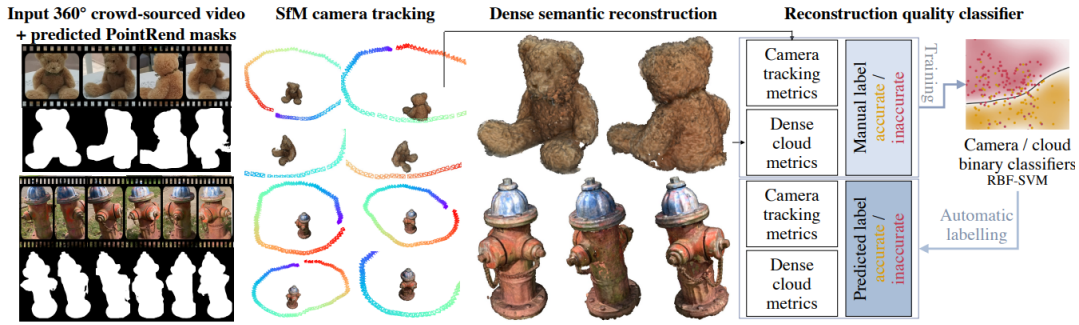 Input 360° crowd-sourced video
+ predicted PointRend masks
SfM camera tracking
Dense semantic reconstruction
Reconstruction quality classifier
Camera
tracking
metrics
Dense
cloud
metrics
Manual label
accurate /
inaccurate
Training
Camera / cloud
binary classifiers
RBF-SVM
Camera
tracking
metrics
Dense
cloud
metrics
Predicted label
accurate /
inaccurate
Automatic
labelling